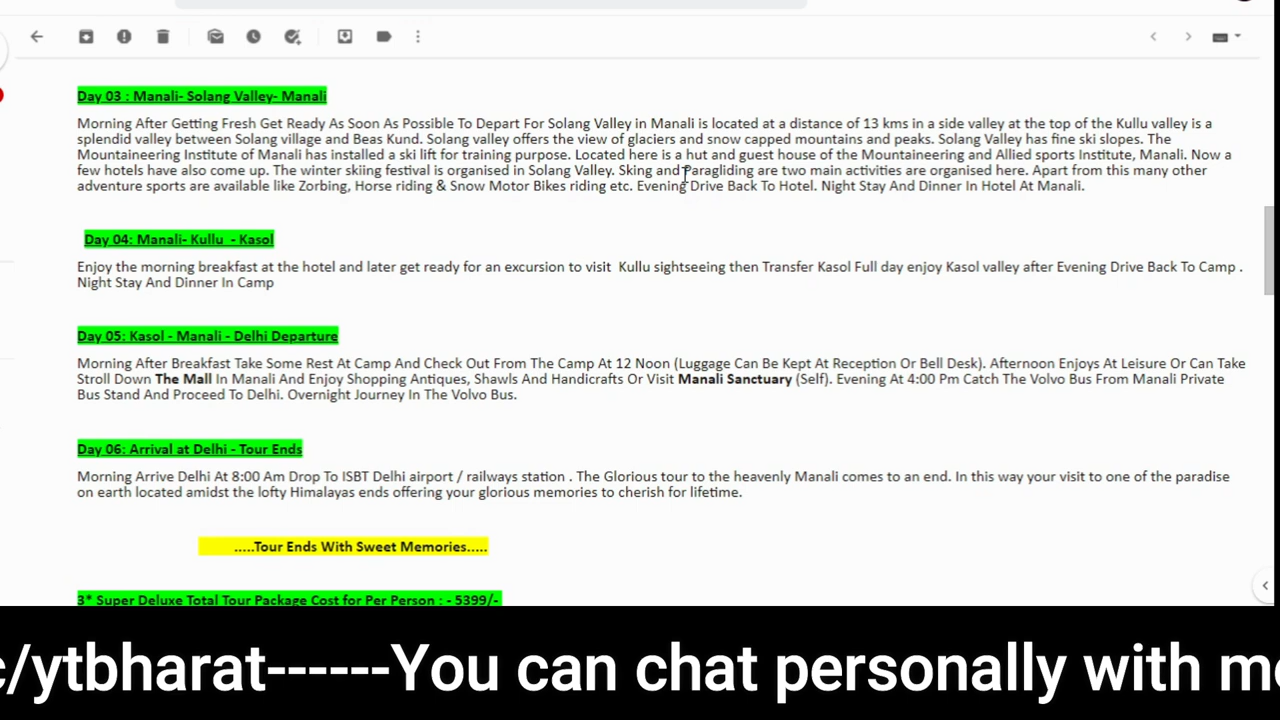 Day 03 : Manali- Solang Valley- Manali
Morning After Getting Fresh Get Ready As Soon As Possible To Depart For Solang Valley in Manali is located at a distance of 13 kms in a side valley at the top of the Kullu valley is a
splendid valley between Solang village and Beas Kund. Solang valley offers the view of glaciers and snow capped mountains and peaks. Solang Valley has fine ski slopes. The
Mountaineering Institute of Manali has installed a ski lift for training purpose. Located here is a hut and guest house of the Mountaineering and Allied sports Institute, Manali. Now a
few hotels have also come up. The winter skiing festival is organised in Solang Valley. Sking and Paragliding are two main activities are organised here. Apart from this many other
adventure sports are available like Zorbing, Horse riding & Snow Motor Bikes riding etc. Evening Drive Back To Hotel. Night Stay And Dinner In Hotel At Manali.
Day 04: Manali- Kullu - Kasol
Enjoy the morning breakfast at the hotel and later get ready for an excursion to visit Kullu sightseeing then Transfer Kasol Full day enjoy Kasol valley after Evening Drive Back To Camp .
Night Stay And Dinner In Camp
Day 05: Kasol - Manali - Delhi Departure
Morning After Breakfast Take Some Rest At Camp And Check Out From The Camp At 12 Noon (Luggage Can Be Kept At Reception Or Bell Desk). Afternoon Enjoys At Leisure Or Can Take
Stroll Down The Mall In Manali And Enjoy Shopping Antiques, Shawls And Handicrafts Or Visit Manali Sanctuary (Self). Evening At 4:00 Pm Catch The Volvo Bus From Manali Private
Bus Stand And Proceed To Delhi. Overnight Journey In The Volvo Bus.
Day 06: Arrival at Delhi - Tour Ends
Morning Arrive Delhi At 8:00 Am Drop To ISBT Delhi airport / railways station . The Glorious tour to the heavenly Manali comes to an end. In this way your visit to one of the paradise
on earth located amidst the lofty Himalayas ends offering your glorious memories to cherish for lifetime.
.....Tour Ends With Sweet Memories.....
3* Super Deluxe Total Tour Package Cost for Per Person : - 5399/-
c/ytbharat------You can chat personally with me